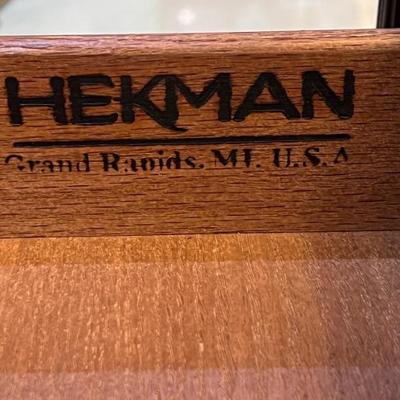 HEKMAN
Grand Rapids, MI. U.S.A